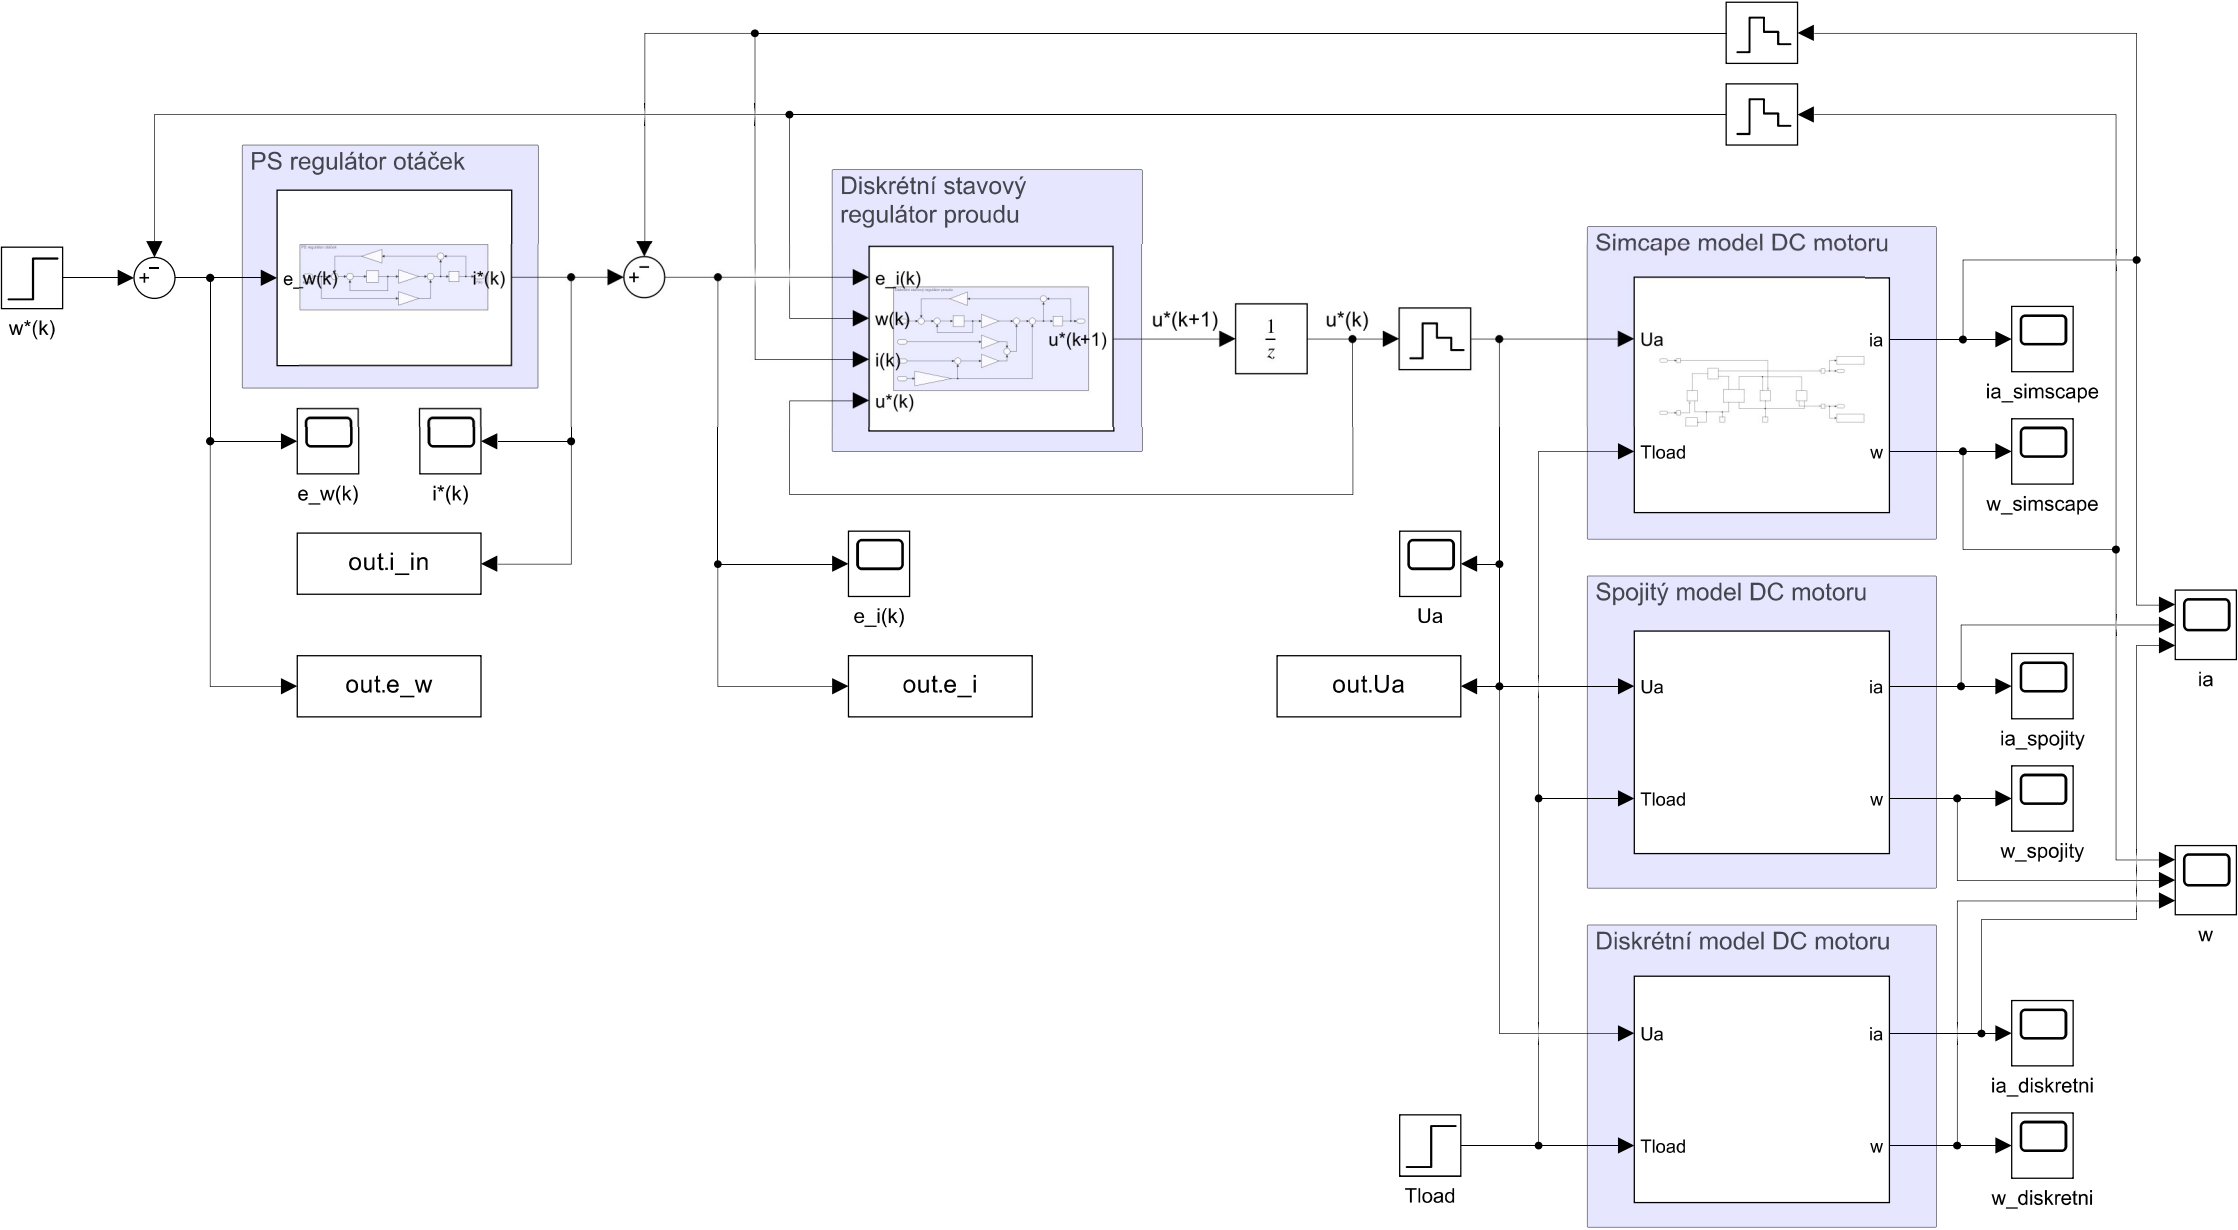 PS regulátor otáček
e_w(k)
i*(k)
w*(k)
e_w(k)
i*(k)
out.i_in
out.e_w
Diskrétní stavový
regulátor proudu
e_i(k)
w(k)
i(k)
u*(k)
u*(k+1)
u*(k+1)
1
z
u*(k)
e_i(k)
out.e_i
Ua
out.Ua
Tload
Simcape model DC motoru
Ua
ia
Tload
w
ia_simscape
w_simscape
Spojitý model DC motoru
Ua
ia
Tload
w
ia_spojity
w_spojity
Diskrétní model DC motoru
Ua
ia
Tload
w
ia_diskretni
w_diskretni
ia
w